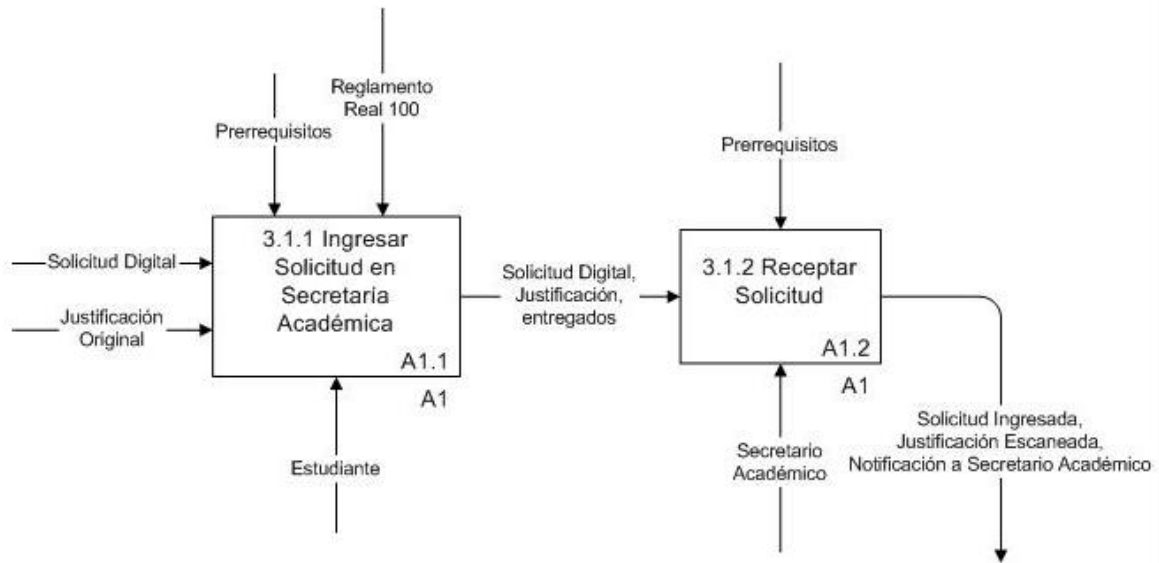 Reglamento
Real 100
Prerrequisitos
Prerrequisitos
3.1.1 Ingresar
Solicitud en
Secretaría
Académica
A1.1
A1
Solicitud Digital
Justificación
Original
Estudiante
Solicitud Digital,
Justificación,
entregados
3.1.2 Receptar
Solicitud
A1.2
A1
Secretario
Académico
Solicitud Ingresada,
Justificación Escaneada,
Notificación a Secretario Académico